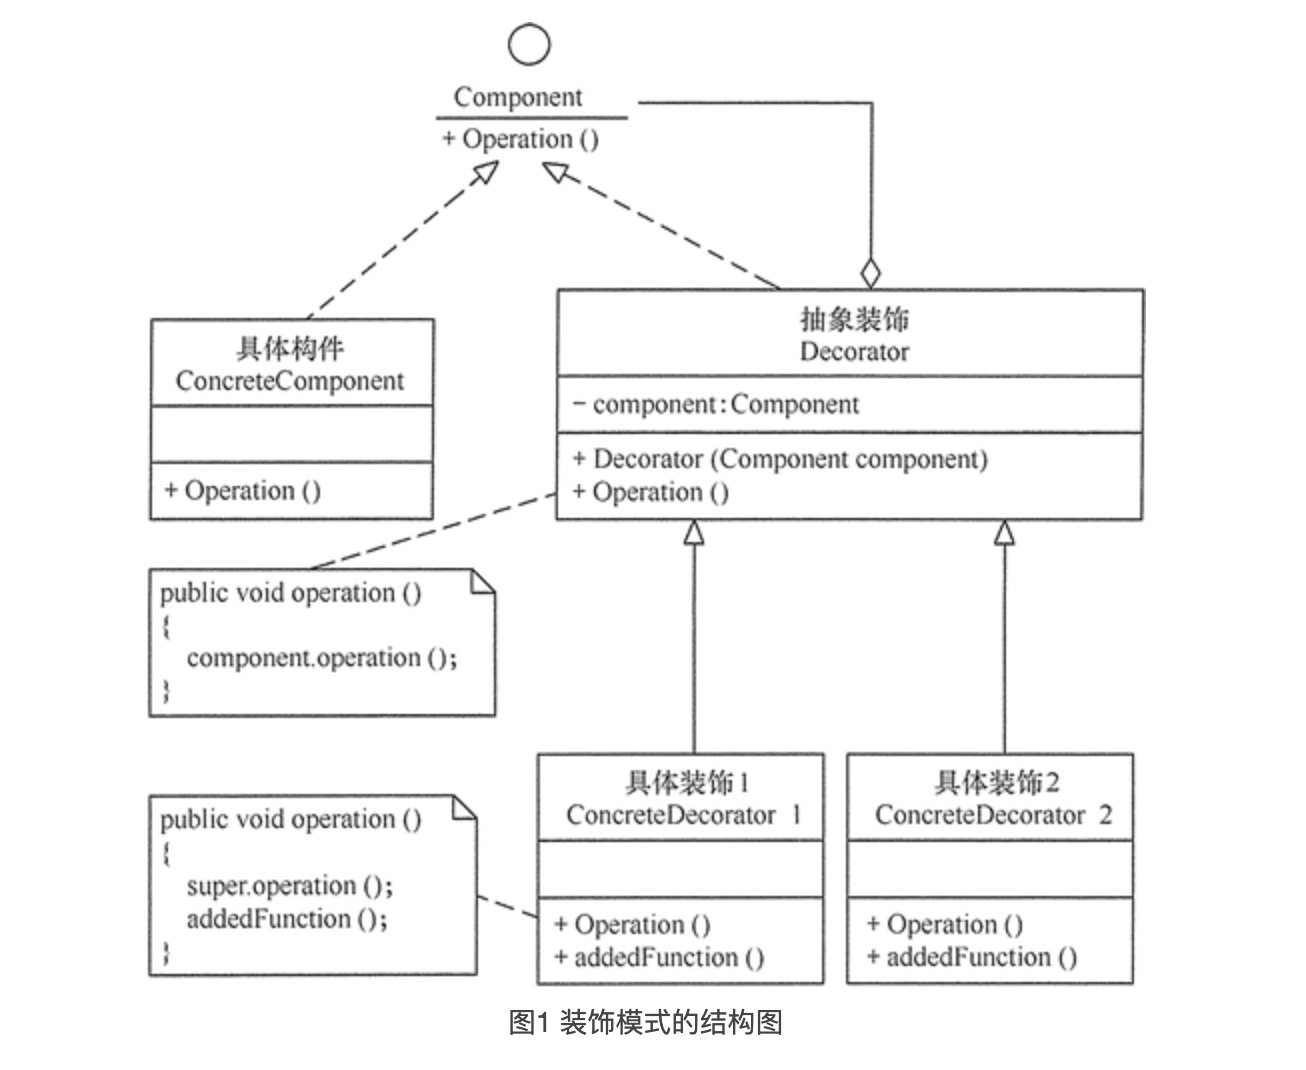 Component
+ Operation ()
抽象装饰
Decorator
− component:Component
+ Decorator (Component component)
+ Operation ()
具体构件
ConcreteComponent
+ Operation ()
public void operation ()
{
component.operation ();
}
public void operation ()
{
super.operation ();
addedFunction ();
}
具体装饰1
ConcreteDecorator 1
+ Operation ()
+ addedFunction ()
具体装饰2
ConcreteDecorator 2
+ Operation ()
+ addedFunction ()
图1 装饰模式的结构图